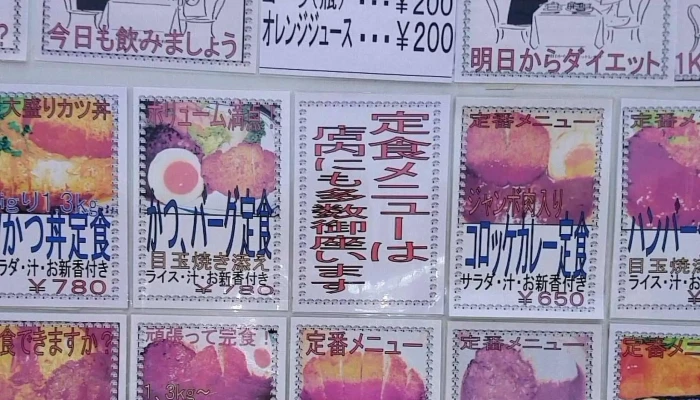 今日も飲みましょう
¥200
オレンジジュース・・・¥200
明日からダイエット
1K
大盛りカツ丼
1.3kg
かつ丼定食
ラダ・汁・お新香付き
¥780
ボリューム満点
かつ、バーグ定食
目玉焼き添え
ライス・汁・お新香付き
定食メニューは
店内にも多数御座います
定番メニュー
ジャンボ肉入り
コロッケカレー定食
サラダ・汁・お新香付き
¥650
定番
ハンバー
目玉焼
ライス・汁・お
食できますか?
頑張って完食!
1,3kg~
定番メニュー
定番メニュー
定番